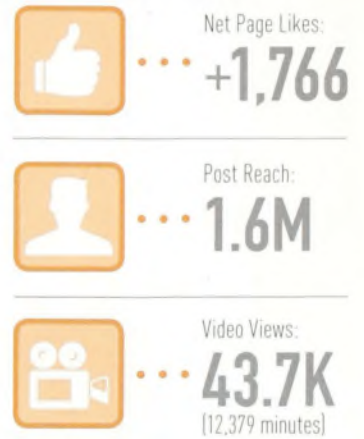 Net Page Likes:
+1,766
Post Reach:
1.6M
Video Views:
43.7K
(12,379 minutes)